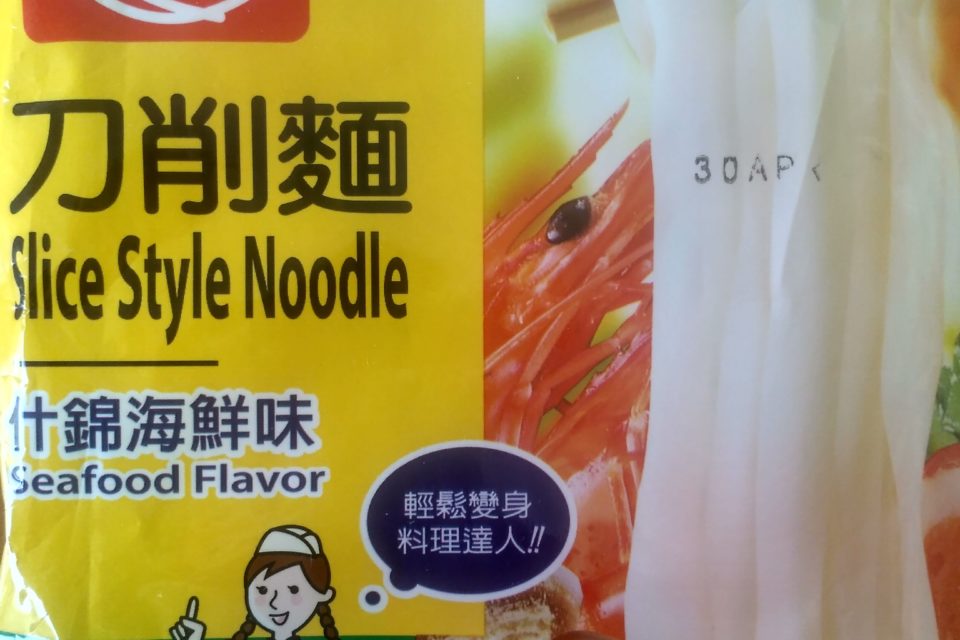 刀削麵
Slice Style Noodle
什錦海鮮味
Seafood Flavor
輕鬆變身
料理達人!!